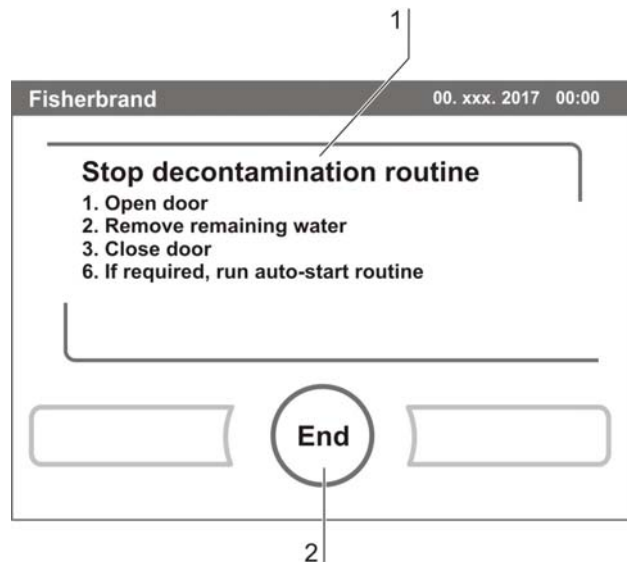 1
Fisherbrand 00. xxx. 2017 00:00
Stop decontamination routine
1. Open door
2. Remove remaining water
3. Close door
6. If required, run auto-start routine
End
2